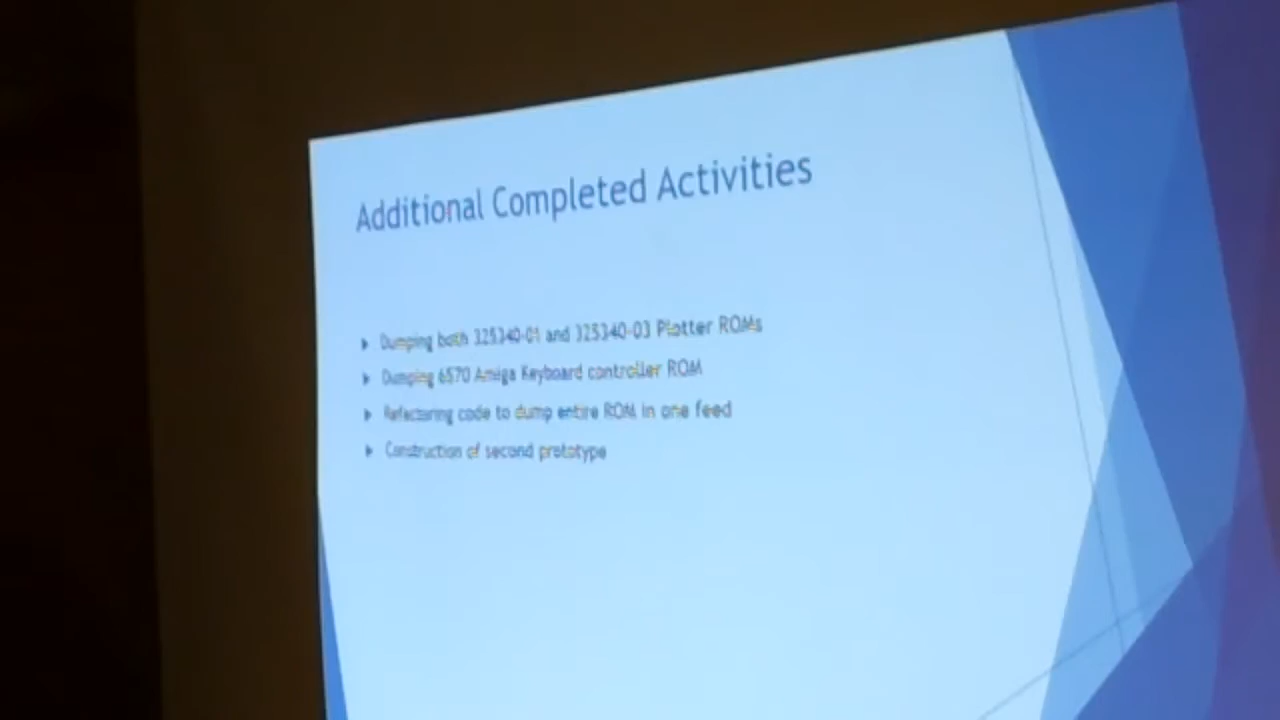 Additional Completed Activities
Dumping both 325340-01 and 325340-03 Plotter ROMs
Dumping 6570 Amiga Keyboard controller ROM
Refactoring code to dump entire ROM in one feed
Construction of second prototype